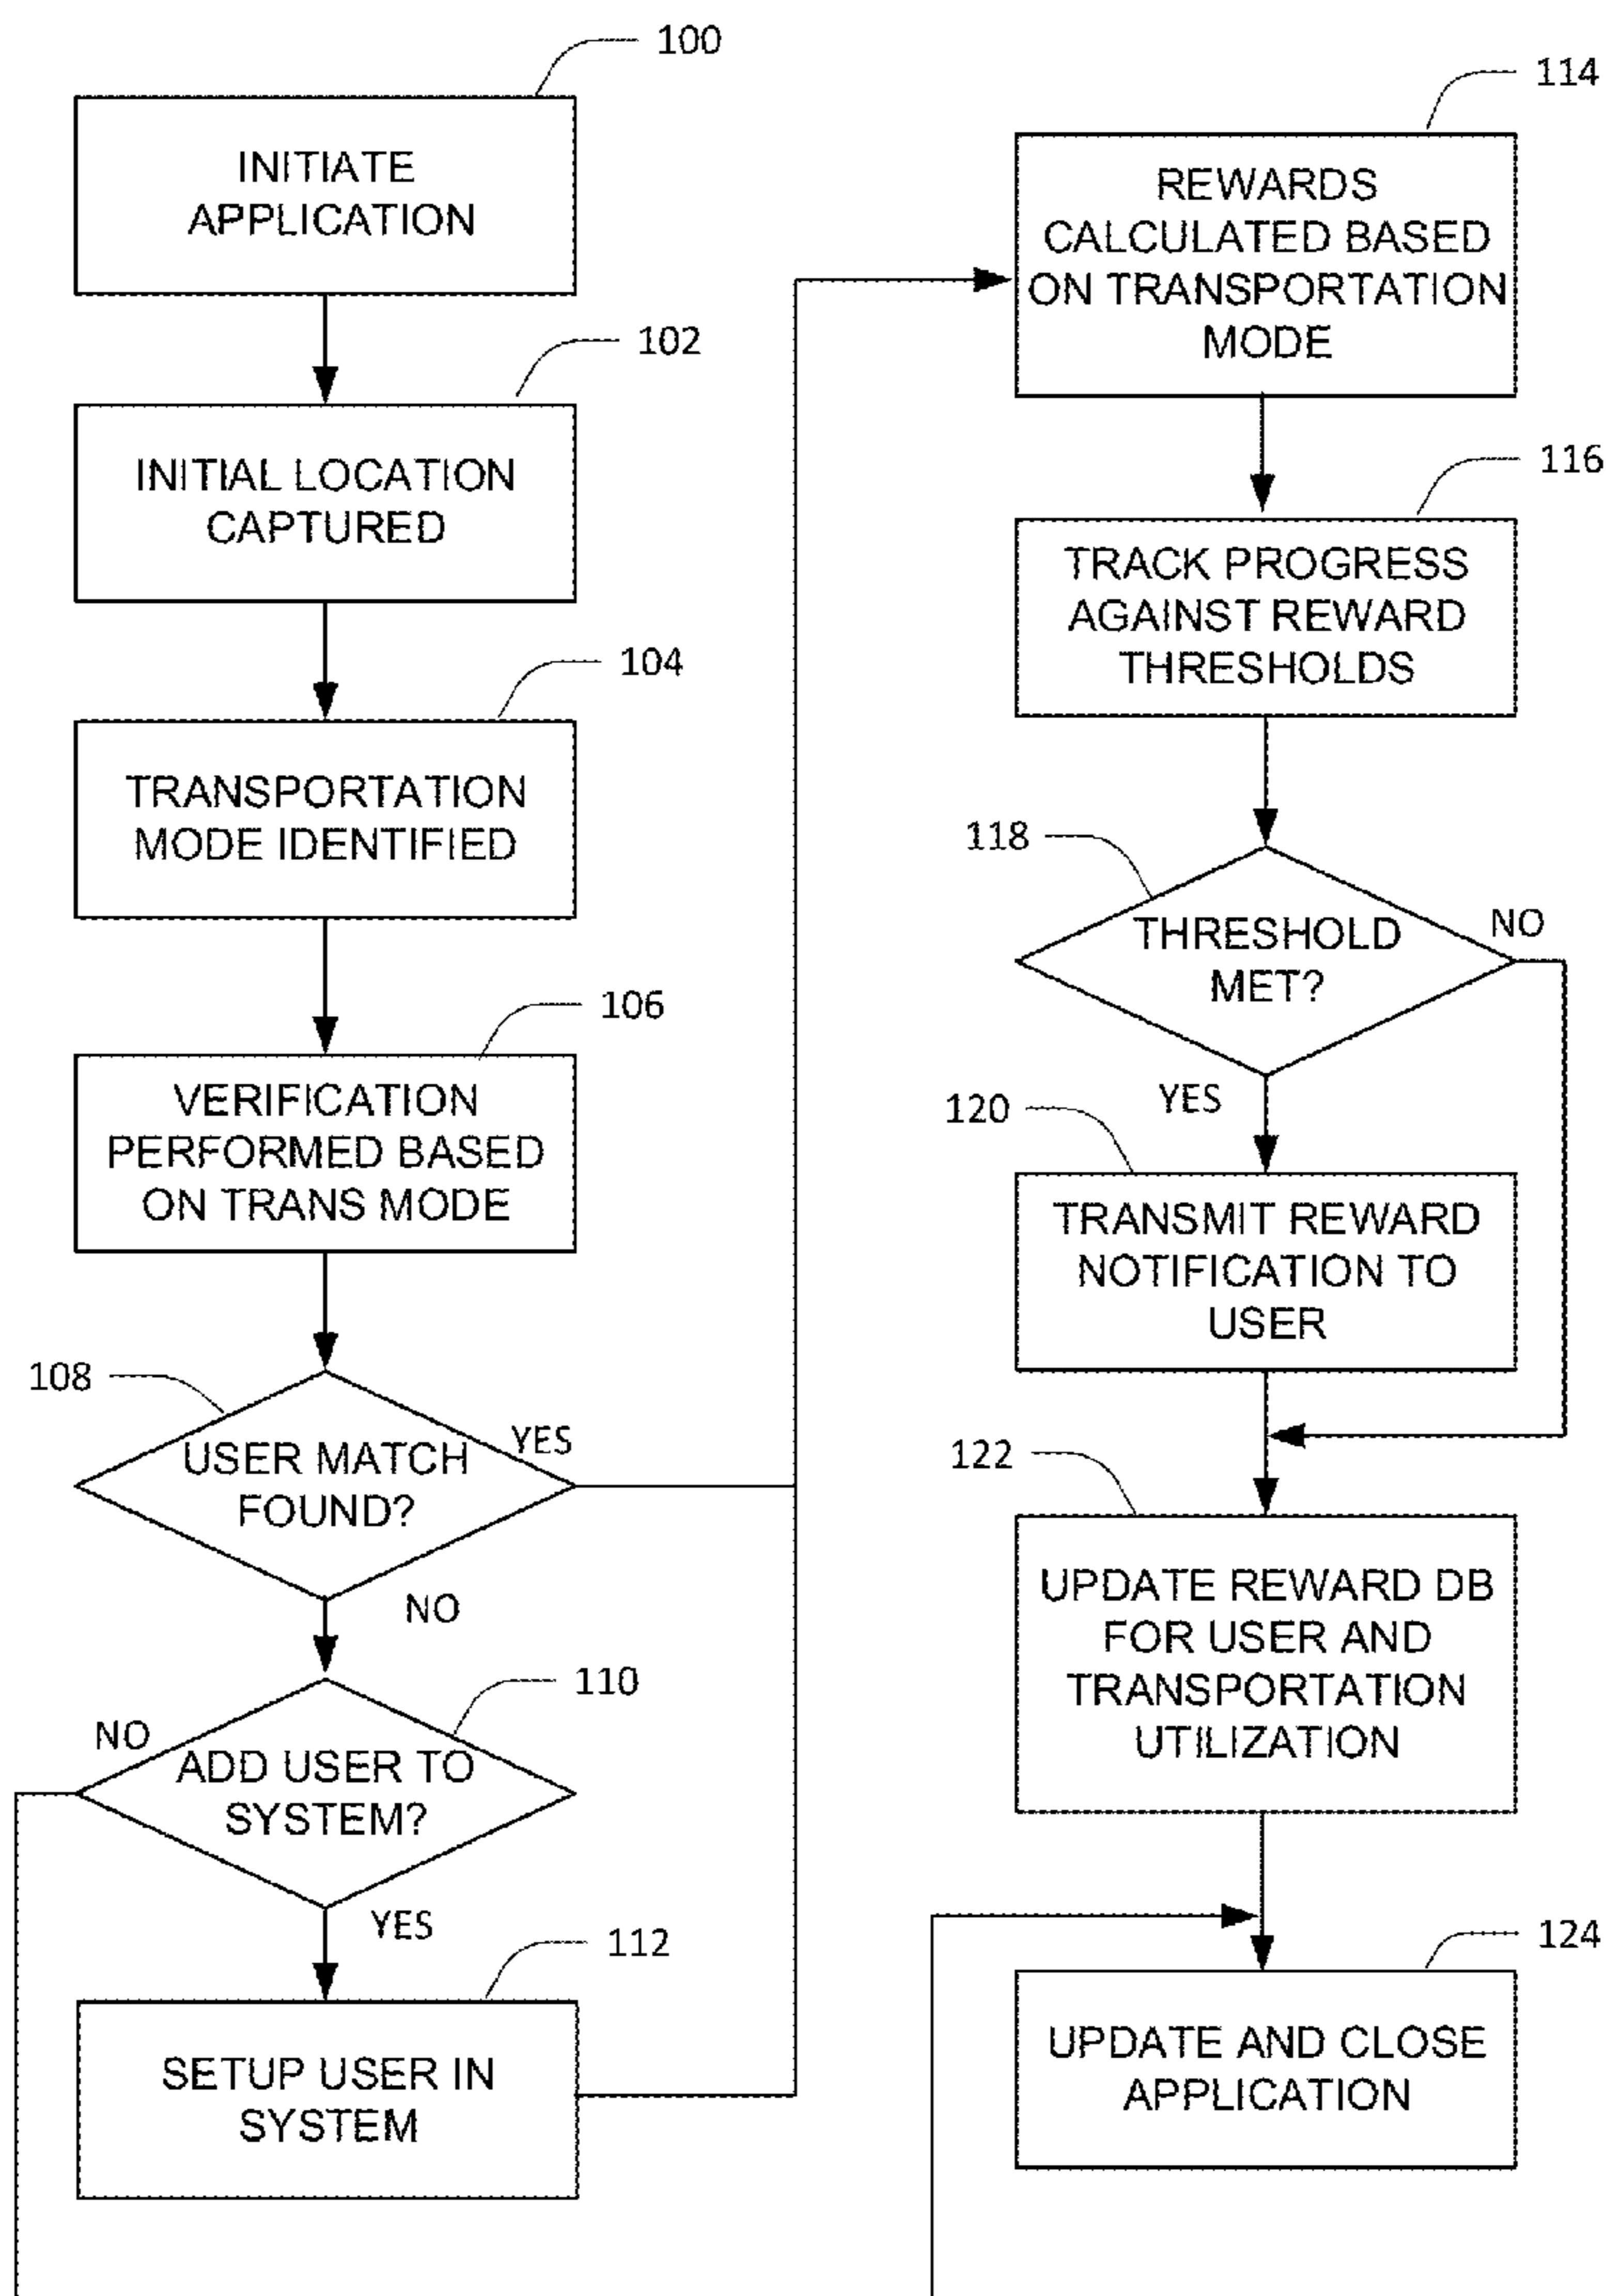 100
INITIATE
APPLICATION
102
INITIAL LOCATION
CAPTURED
104
TRANSPORTATION
MODE IDENTIFIED
106
VERIFICATION
PERFORMED BASED
ON TRANS MODE
108
USER MATCH
FOUND?
YES
NO
110
NO
ADD USER TO
SYSTEM?
YES
112
SETUP USER IN
SYSTEM
114
REWARDS
CALCULATED BASED
ON TRANSPORTATION
MODE
116
TRACK PROGRESS
AGAINST REWARD
THRESHOLDS
118
THRESHOLD
MET?
NO
YES
120
TRANSMIT REWARD
NOTIFICATION TO
USER
122
UPDATE REWARD DB
FOR USER AND
TRANSPORTATION
UTILIZATION
124
UPDATE AND CLOSE
APPLICATION